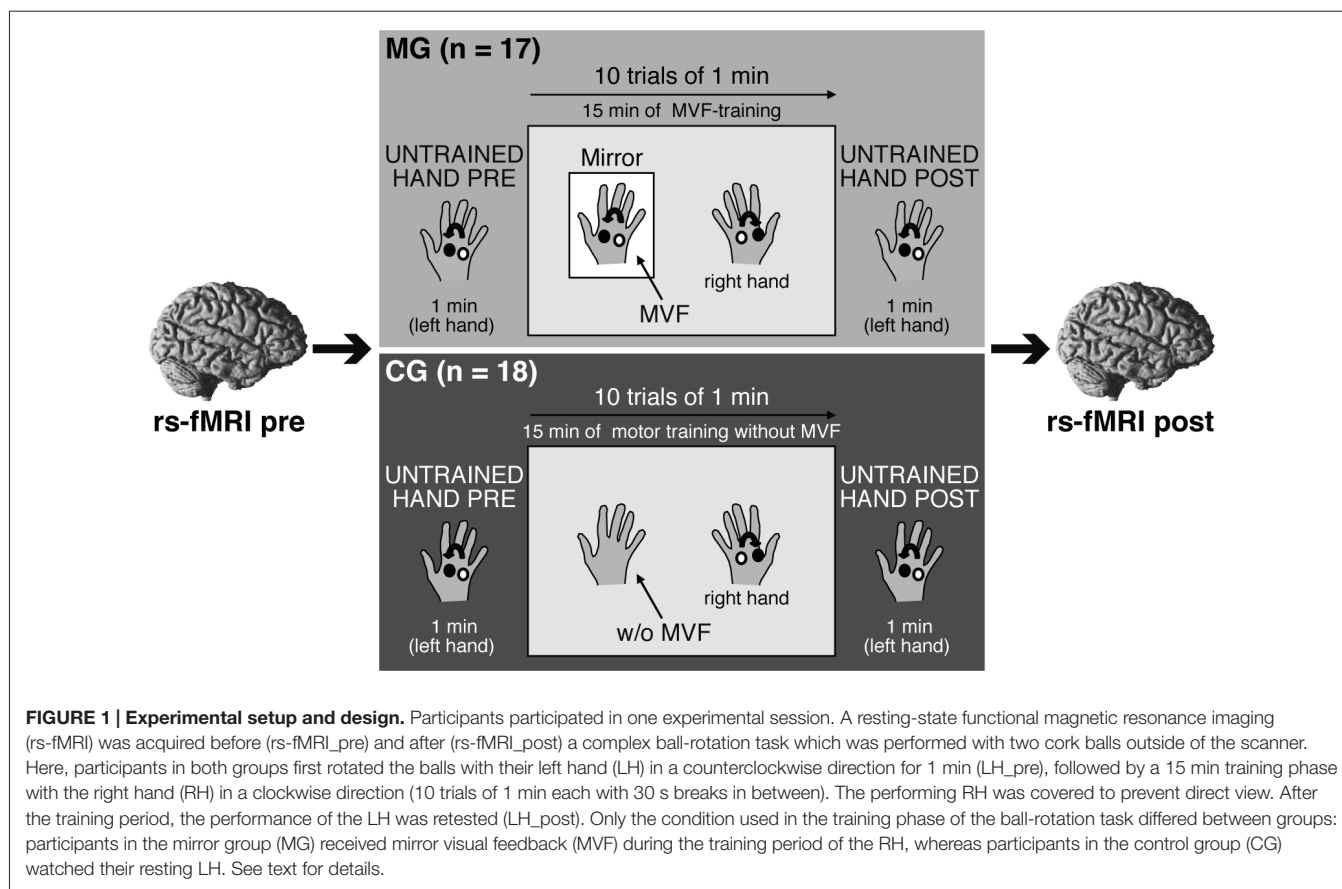 MG (n = 17)
10 trials of 1 min
15 min of MVF-training
UNTRAINED
HAND PRE
Mirror
UNTRAINED
HAND POST
right hand
MVF
1 min
(left hand)
1 min
(left hand)
rs-fMRI pre
rs-fMRI post
CG (n = 18)
10 trials of 1 min
15 min of motor training without MVF
UNTRAINED
HAND PRE
UNTRAINED
HAND POST
right hand
w/o MVF
1 min
(left hand)
1 min
(left hand)
FIGURE 1 | Experimental setup and design. Participants participated in one experimental session. A resting-state functional magnetic resonance imaging
(rs-fMRI) was acquired before (rs-fMRI_pre) and after (rs-fMRI_post) a complex ball-rotation task which was performed with two cork balls outside of the scanner.
Here, participants in both groups first rotated the balls with their left hand (LH) in a counterclockwise direction for 1 min (LH_pre), followed by a 15 min training phase
with the right hand (RH) in a clockwise direction (10 trials of 1 min each with 30 s breaks in between). The performing RH was covered to prevent direct view. After
the training period, the performance of the LH was retested (LH_post). Only the condition used in the training phase of the ball-rotation task differed between groups:
participants in the mirror group (MG) received mirror visual feedback (MVF) during the training period of the RH, whereas participants in the control group (CG)
watched their resting LH. See text for details.